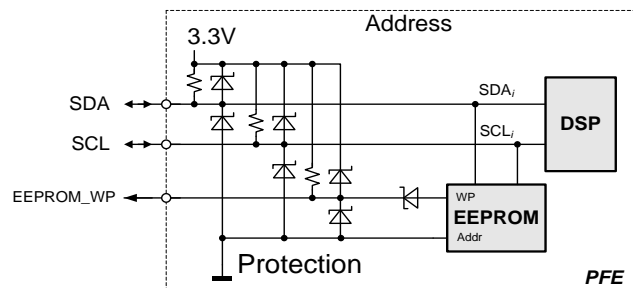 Address
3.3V
SDA
SDAi
SCL
SCLi
DSP
EEPROM_WP
WP
EEPROM
Addr
Protection
PFE